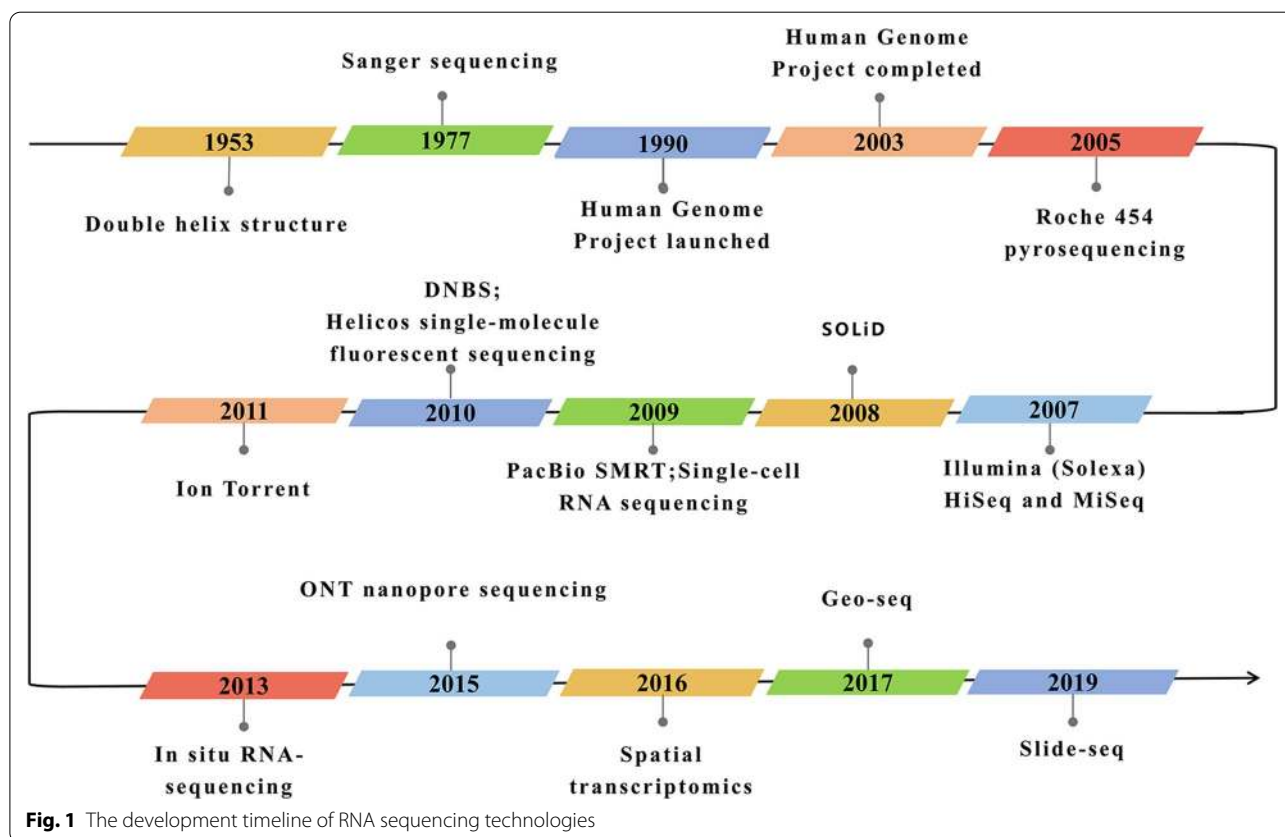 Sanger sequencing
Human Genome
Project completed
1953
1977
1990
2003
2005
Double helix structure
Human Genome
Project launched
Roche 454
pyrosequencing
DNBS;
Helicos single-molecule
fluorescent sequencing
SOLiD
2011
2010
2009
2008
2007
Ion Torrent
PacBio SMRT;Single-cell
RNA sequencing
Illumina (Solexa)
HiSeq and MiSeq
ONT nanopore sequencing
Geo-seq
2013
2015
2016
2017
2019
In situ RNA-
sequencing
Spatial
transcriptomics
Slide-seq
Fig. 1 The development timeline of RNA sequencing technologies